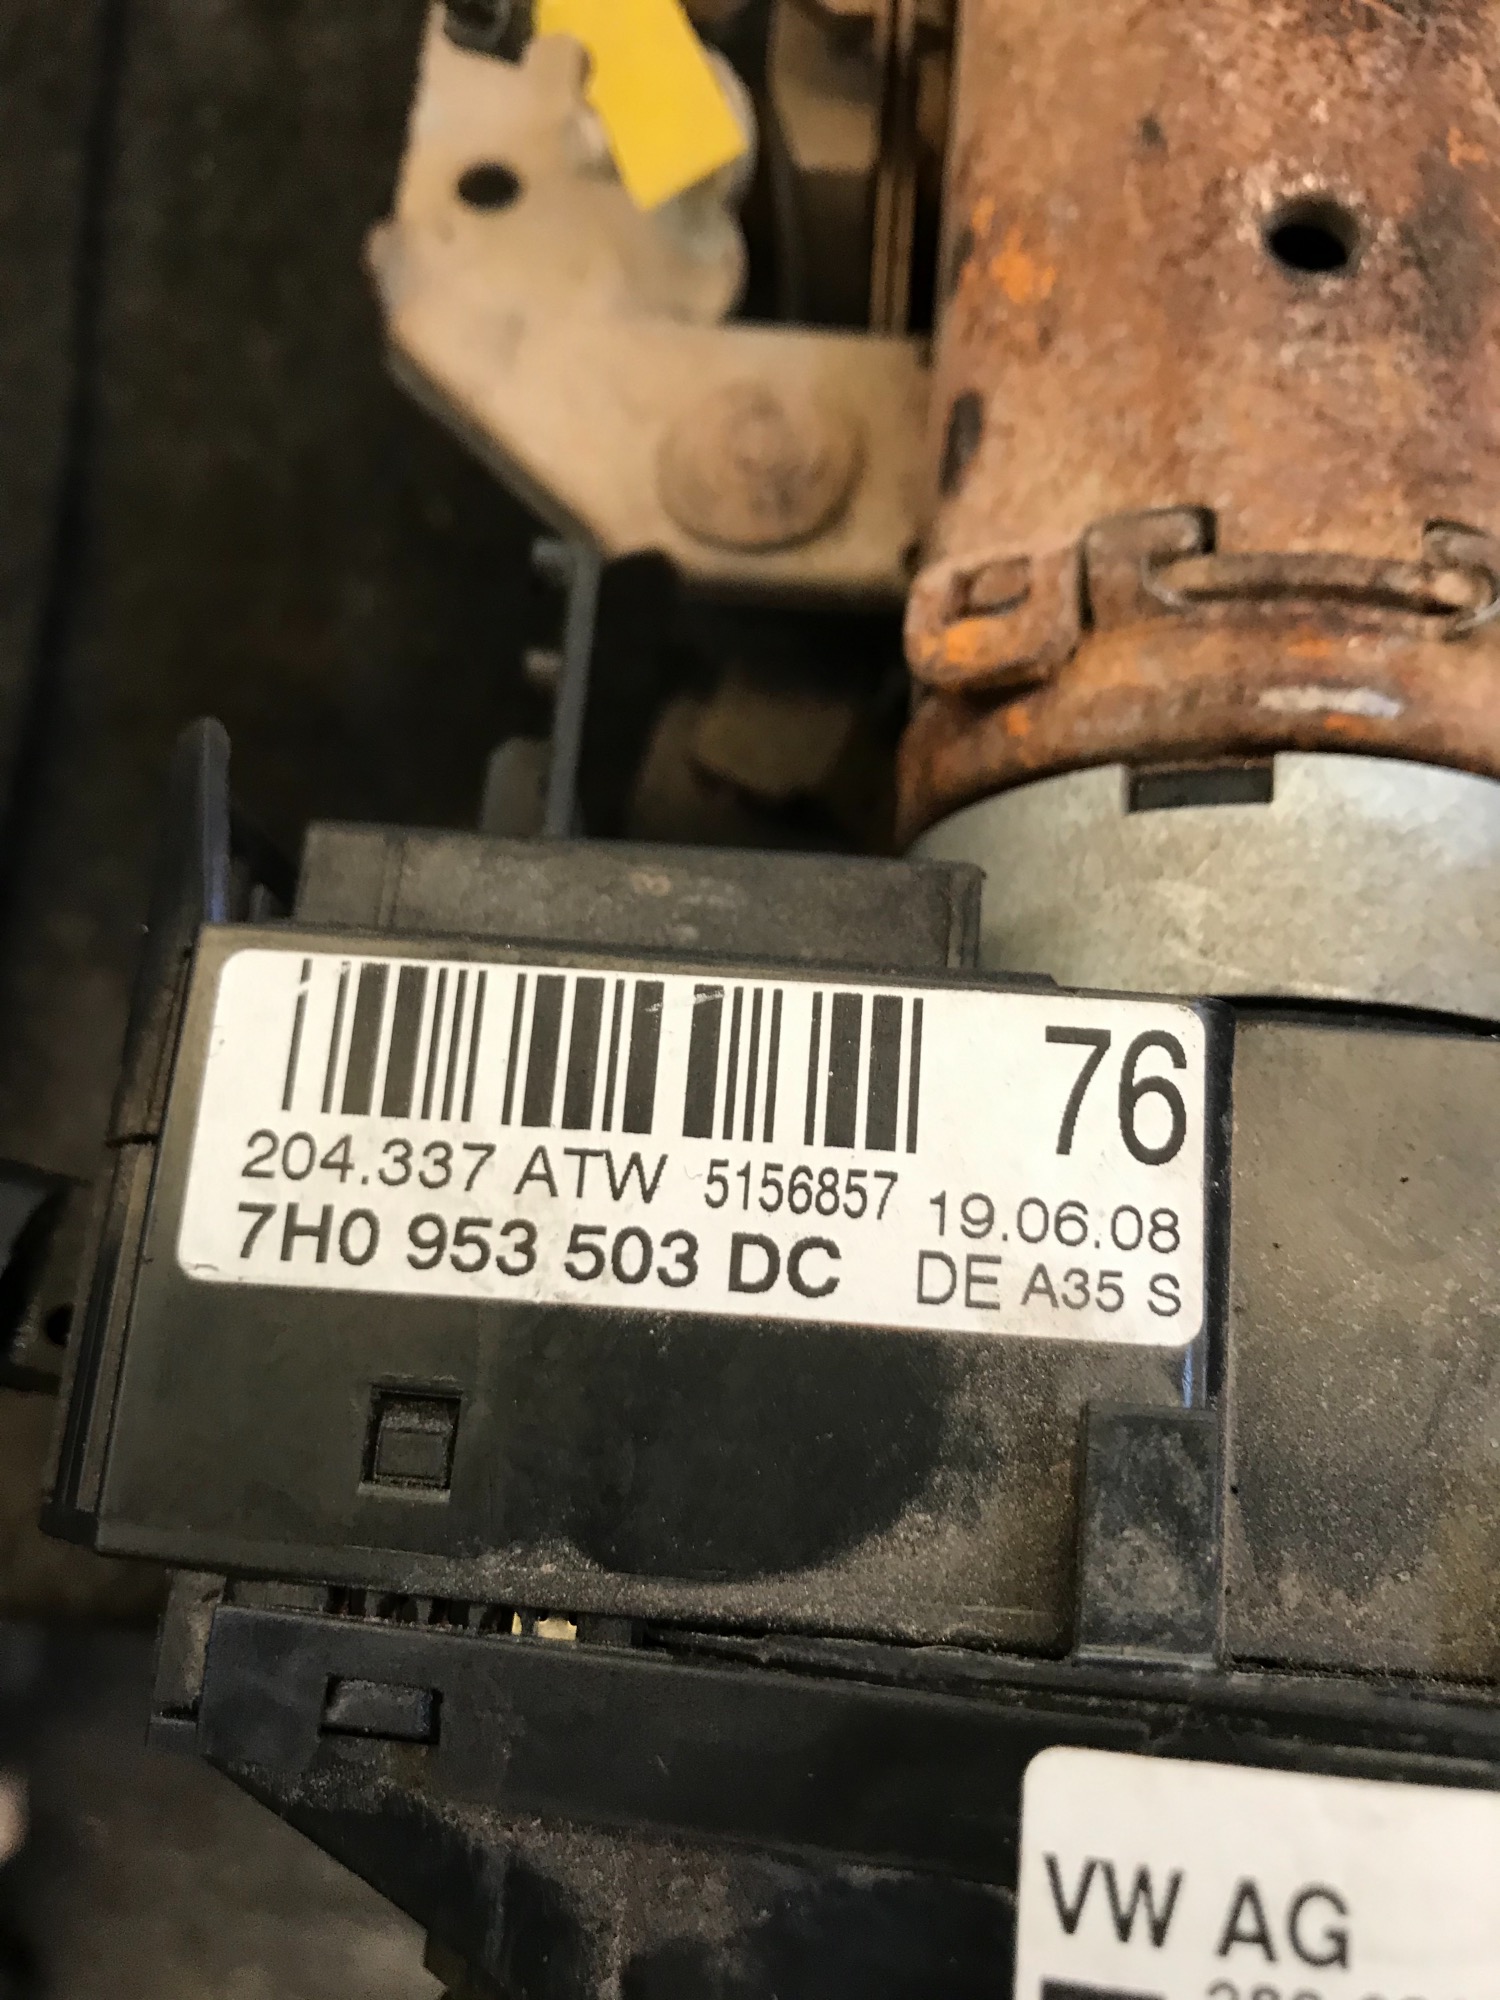 76
204.337 ATW 5156857 19.06.08
7H0 953 503 DC DE A35 S
VW AG